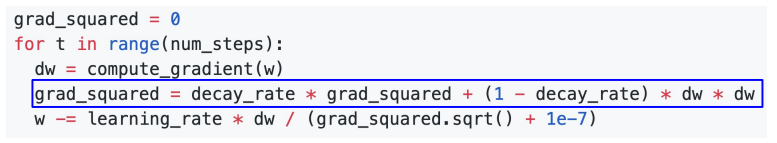 grad_squared = 0
for t in range(num_steps):
  dw = compute_gradient(w)
  grad_squared = decay_rate * grad_squared + (1 - decay_rate) * dw * dw
  w -= learning_rate * dw / (grad_squared.sqrt() + 1e-7)